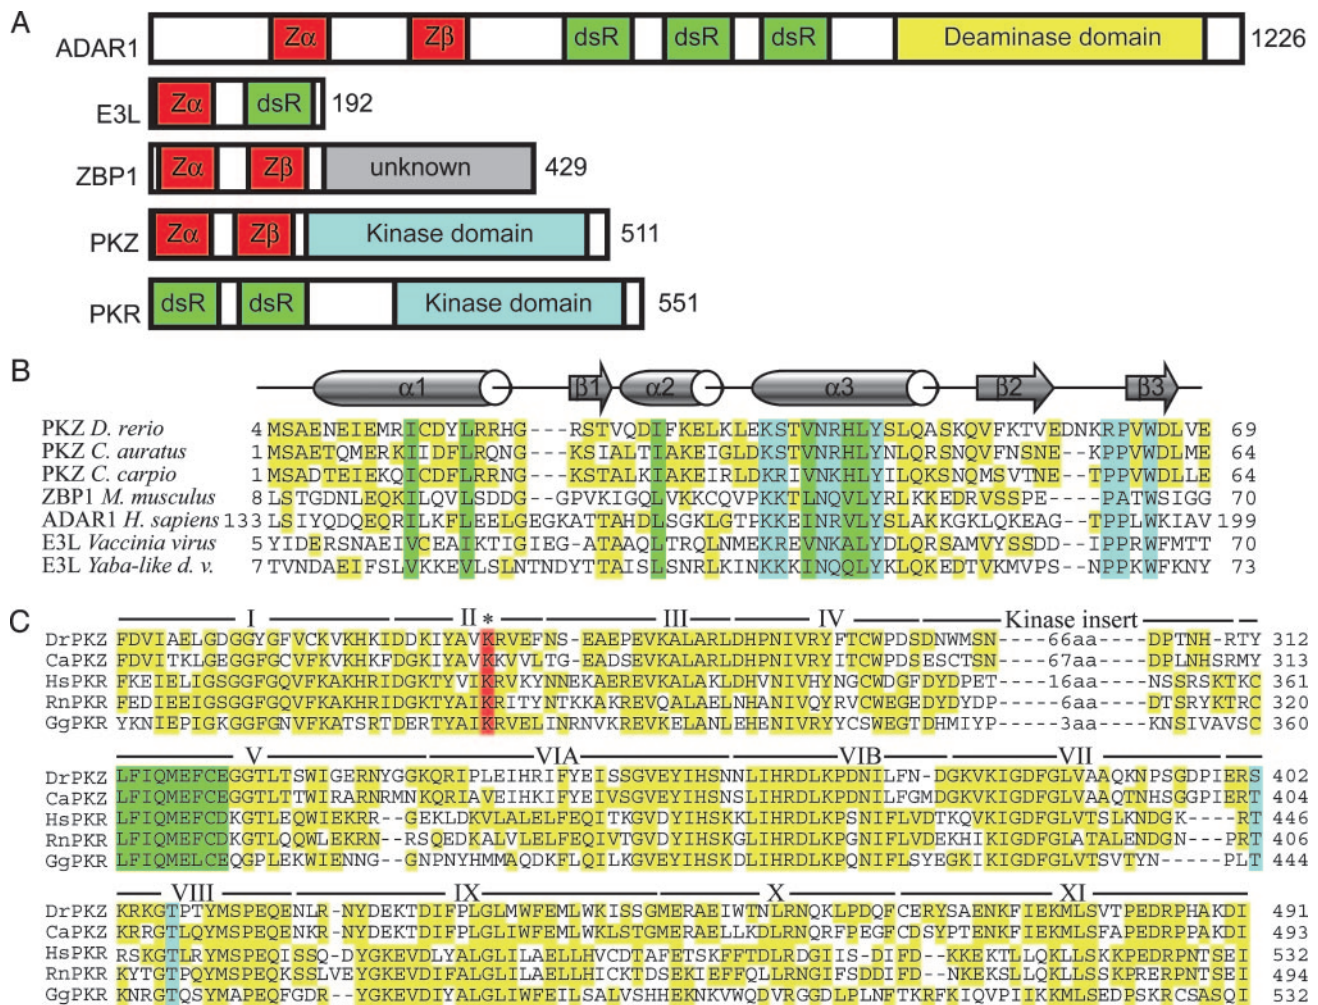 A
ADAR1 Zα Zβ dsR dsR dsR Deaminase domain 1226
E3L Zα dsR 192
ZBP1 Zα Zβ unknown 429
PKZ Zα Zβ Kinase domain 511
PKR dsR dsR Kinase domain 551
B
α1 β1 α2 α3 β2 β3
PKZ D. rerio 4 MSAENEIEMRICDYLRRHG---RSTVQDIFKELKLEKSTVNRHLYSLQASKQVFKTVEDNKRPVWDLVE 69
PKZ C. auratus 1 MSAETQMERKIIDFLRQNG---KSIALTIAKEIGLDKSTVNRHLYSLQRSNQVFNSNE--KPPVWDLME 64
PKZ C. carpio 1 MSADTEIEKQICDFLRRNG---KSTALKIAKEIRLDKRTVNKHLYILQKSNQMSVTNE--TPPVWDLLE 64
ZBP1 M. musculus 8 LSTGDNLEQKILQVLSDDG--GPVKIGQLVKKCQVPKKTLNQVLYRLKKEDRVSSPE----PATWSIGG 70
ADAR1 H. sapiens 133 LSIYQDQEQRILKFLEELGEGKATTAHDLSGKLGTPKKEINRVLYSLAKKGKLQKEAG--TPPLWKIAV 199
E3L Vaccinia virus 5 YIDERSNAEIVCEALKTIGIEG-ATAAQLTRQLNMEKREVNKALYDLQRSAMVYSSDD--IPPRWFMTT 70
E3L Yaba-like d. v. 7 TVNDAEIFSLVKKEVLSLNTNDYTTAISLSNRLKINKKKINQQLYKLQKEDTVKMVPS--NPPKWFKNY 73
C
I II * III IV Kinase insert
DrPKZ FDVIAELGDGGYGFVCKVKHKIDDKIYAVKRVEFNS-EAEPEVKALARLDHPNIVRYFTCWPDSDNWMSN----66aa----DPTNH-RTY 312
CaPKZ FDVITKLGEGGFGCVFKVKHKFDGKIYAVKKVVLTG-EADSEVKALARLDHPNIVRYITCWPDSESCTSN----67aa----DPLNHSRMY 313
HsPKR FKEIELIGSGGFGQVFKAKHRIDGKTYVIKRVKYNNEKAEREVKALAKLDHVNIVHYNGCWDGFDYDPET----16aa----NSSRSKTKC 361
RnPKR FEDIEEIGSGGFGQVFKAKHRIDGKTYAIKRITYNTKKAKREVQALAELNHANIVQYRVCWEGEDYDYDP----6aa----DTSRYKTRC 320
GgPKR YKNIEPIGKGGFGNVFKATSRTDERTYAIKRVELINRNVKREVKELANLEHENIVRYYCSWEGTDHMIYP----3aa----KNSIVAVSC 360
V VIA VIB VII
DrPKZ LFIQMEFCEGGTLTSWIGERNYGGKQRIPLEIHRIFYEISSGVEYIHSNNLIHRDLKPDNILFN-DGKVKIGDFGLVAAQKNPSGDPIERS 402
CaPKZ LFIQMEFCEGGTLTTWIRARNRMNKQRIAVEIHKIFYEIVSGVEYIHSNSLIHRDLKPDNILFGMDGKVKIGDFGLVAAQTNHSGGPIERT 404
HsPKR LFIQMEFCDKGTLEQWIEKRR--GEKLDKVLALELFEQITKGVDYIHSKKLIHRDLKPSNIFLVDTKQVKIGDFGLVTSLKNDGK---RT 446
RnPKR LFIQMEFCDKGTLQQWLEKRN--RSQEDKALVLELFEQIVTGVDYIHSKGLIHRDLKPGNIFLVDEKHIKIGDFGLATALENDGN---PRT 406
GgPKR LFIQMELCEQGPLEKWIENNG--GNPNYHMMAQDKFLQILKGVEYIHSKDLIHRDLKPQNIFLSYEGKIKIGDFGLVTSVTYN-----PLT 444
VIII IX X XI
DrPKZ KRKGTPTYMSPEQENLR-NYDEKTDIFPLGLMWFEMLWKISSGMERAEIWTNLRNQKLPDQFCERYSAENKFIEKMLSVTPEDRPHAKDI 491
CaPKZ KRRGTLQYMSPEQENKR-NYDEKTDIFPLGLIWFEMLWKLSTGMERAELLKDLRNQRFPEGFCDSYPTENKFIEKMLSFAPEDRPPAKDI 493
HsPKR RSKGTLRYMSPEQISSQ-DYGKEVDLYALGLILAELLHVCDTAFETSKFFTDLRDGIIS-DIFD--KKEKTLLQKLLSKKPEDRPNTSEI 532
RnPKR KYTGTPQYMSPEQKSSLVEYGKEVDIFALGLILAELLHICKTDSEKIEFFQLLRNGIFSDDIFD--NKEKSLLQKLLSSKPRERPNTSEI 494
GgPKR KNRGTQSYMAPEQFGDR--YGKEVDIYALGLIWFEILSALVSHHEKNKVWQDVRGGDLPLNFTKRFKIQVPIIKKMLSEDPSKRCSASQI 532